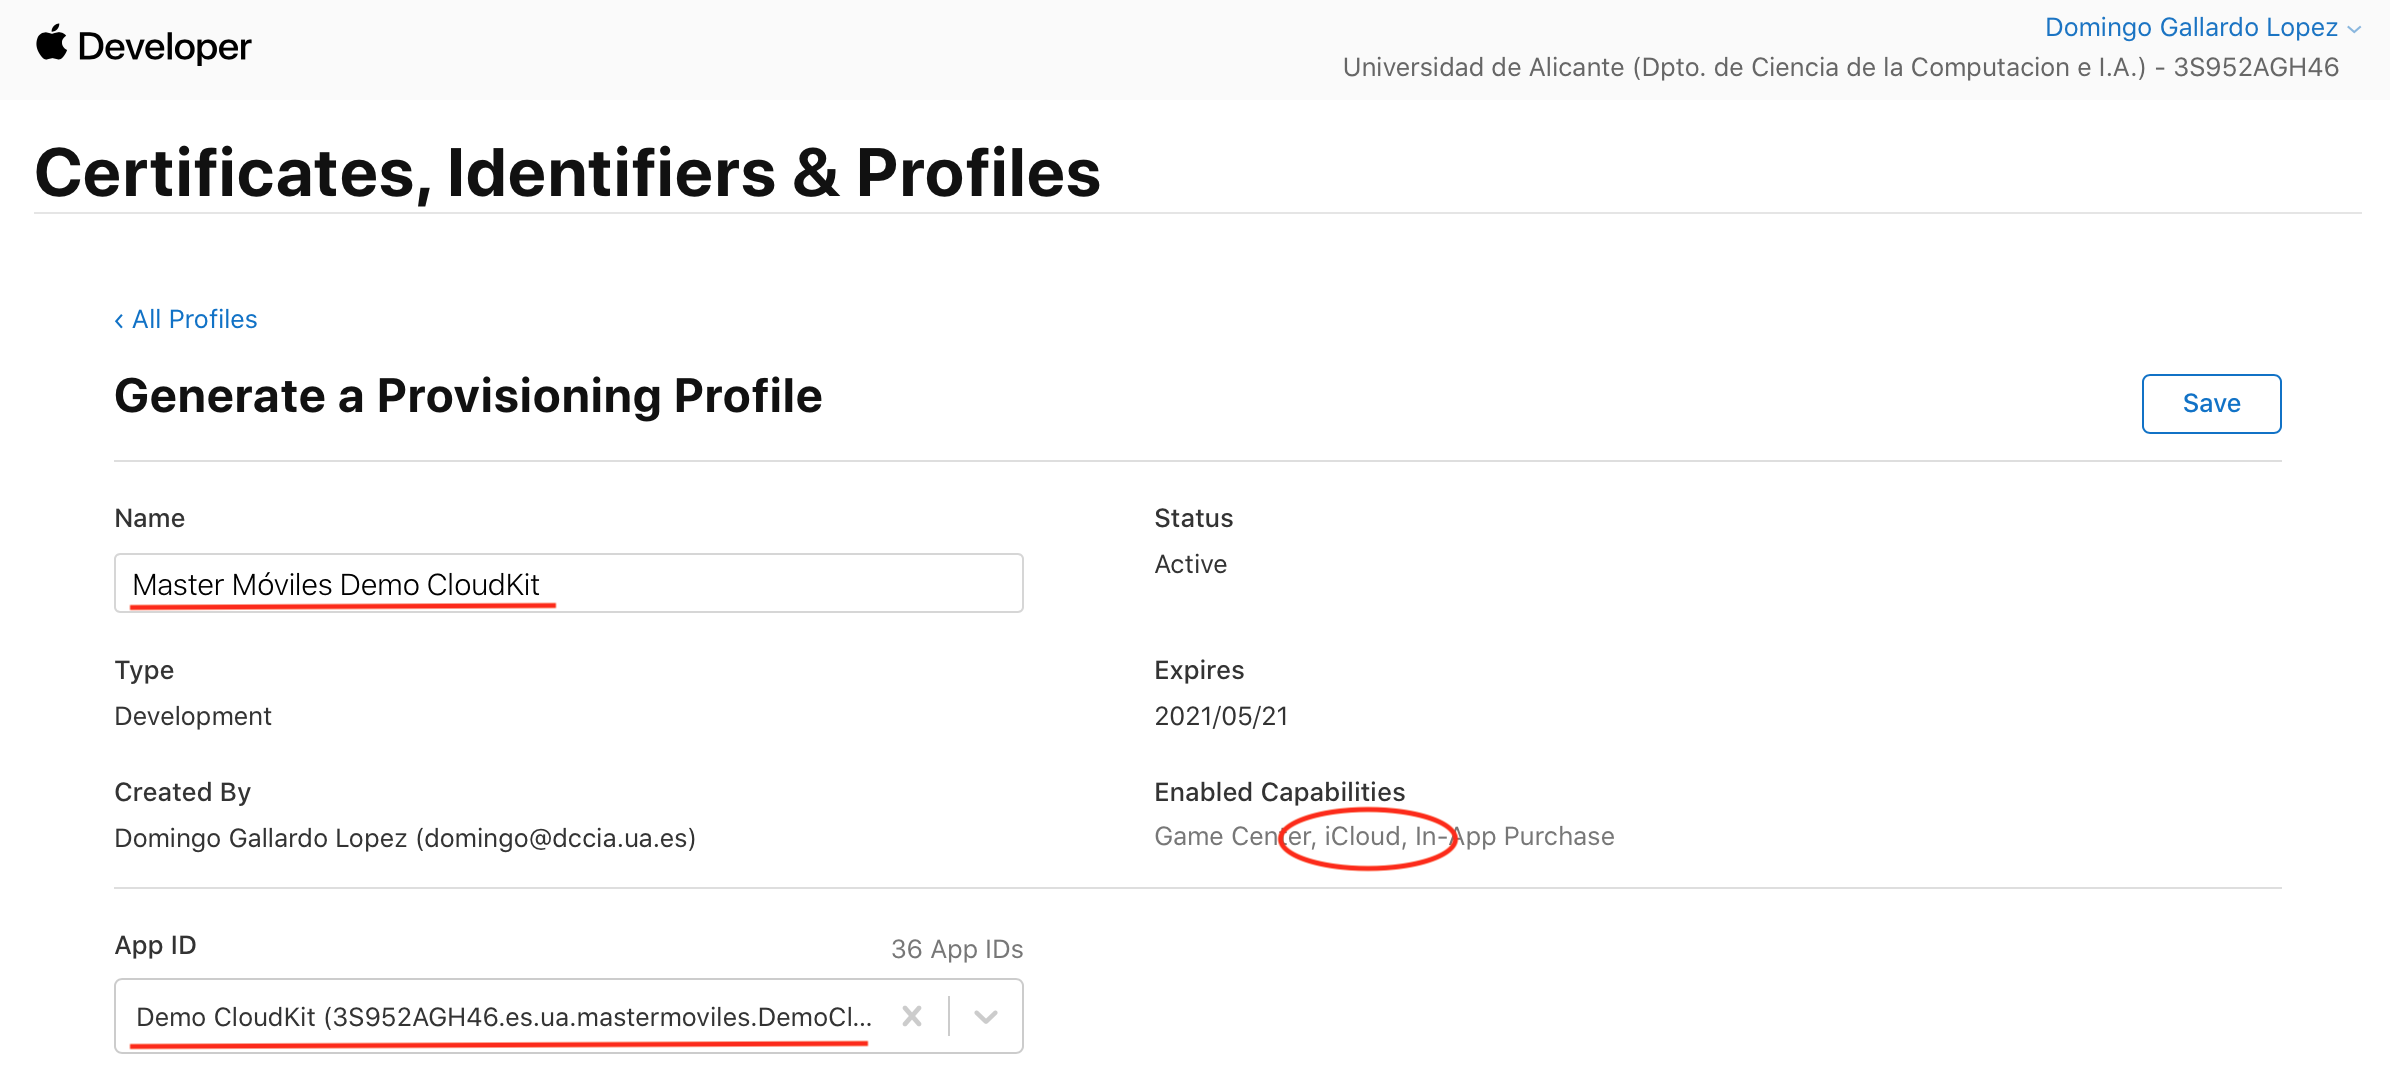 Developer
Domingo Gallardo Lopez
Universidad de Alicante (Dpto. de Ciencia de la Computacion e I.A.) - 3S952AGH46
Certificates, Identifiers & Profiles
‹ All Profiles
Generate a Provisioning Profile
Save
Name
Master Móviles Demo CloudKit
Status
Active
Type
Development
Expires
2021/05/21
Created By
Domingo Gallardo Lopez (domingo@dccia.ua.es)
Enabled Capabilities
Game Center, iCloud, In-App Purchase
App ID
36 App IDs
Demo CloudKit (3S952AGH46.es.ua.mastermoviles.DemoCl...